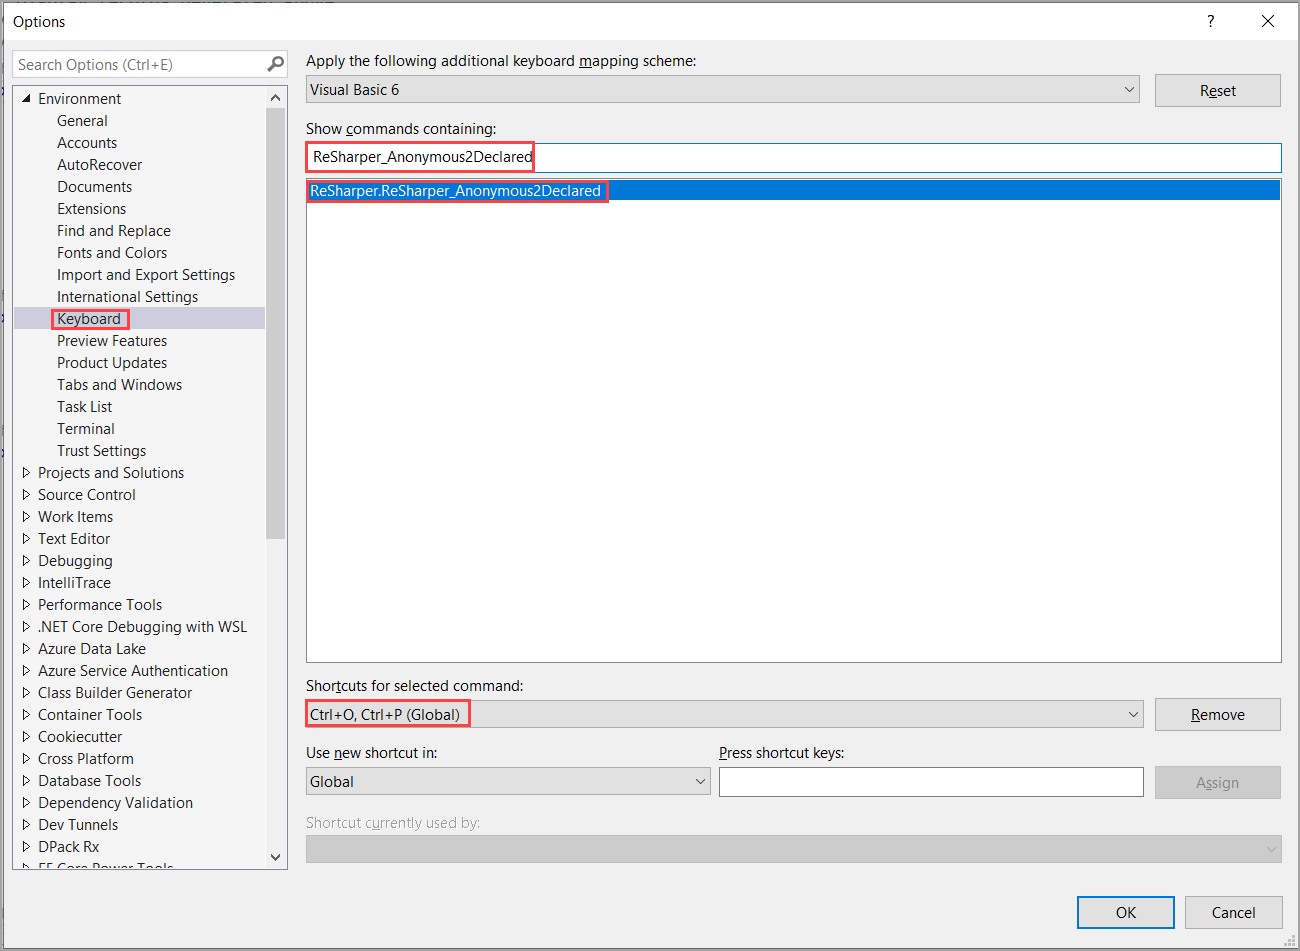 Options
?
Search Options (Ctrl+E)
Environment
General
Accounts
AutoRecover
Documents
Extensions
Find and Replace
Fonts and Colors
Import and Export Settings
International Settings
Keyboard
Preview Features
Product Updates
Tabs and Windows
Task List
Terminal
Trust Settings
Projects and Solutions
Source Control
Work Items
Text Editor
Debugging
IntelliTrace
Performance Tools
.NET Core Debugging with WSL
Azure Data Lake
Azure Service Authentication
Class Builder Generator
Container Tools
Cookiecutter
Cross Platform
Database Tools
Dependency Validation
Dev Tunnels
DPack Rx
EF Core Power Tools
Apply the following additional keyboard mapping scheme:
Visual Basic 6
Reset
Show commands containing:
ReSharper_Anonymous2Declared
ReSharper.ReSharper_Anonymous2Declared
Shortcuts for selected command:
Ctrl+O, Ctrl+P (Global)
Remove
Use new shortcut in:
Press shortcut keys:
Global
Assign
Shortcut currently used by:
OK
Cancel